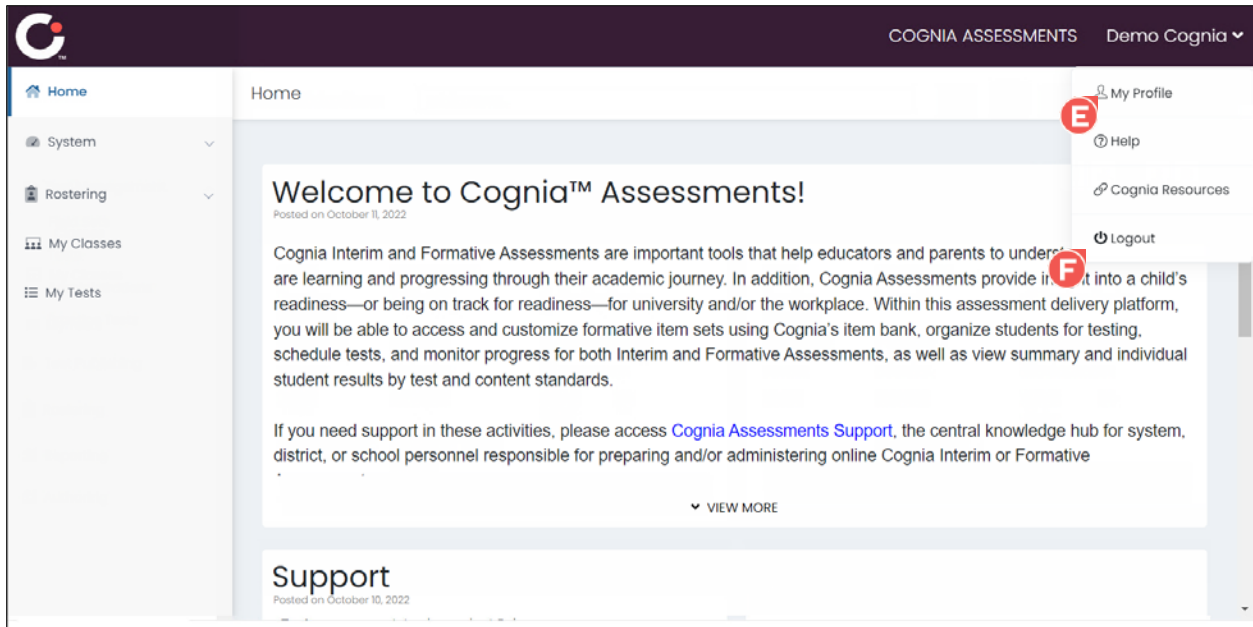 COGNIA ASSESSMENTS Demo Cognia
Home
System
Rostering
My Classes
My Tests
Home
My Profile
E
Help
Cognia Resources
Logout
F
Welcome to Cognia™ Assessments!
Posted on October 11, 2022
Cognia Interim and Formative Assessments are important tools that help educators and parents to
are learning and progressing through their academic journey. In addition, Cognia Assessments provide into a child's
readiness—or being on track for readiness—for university and/or the workplace. Within this assessment delivery platform,
you will be able to access and customize formative item sets using Cognia's item bank, organize students for testing,
schedule tests, and monitor progress for both Interim and Formative Assessments, as well as view summary and individual
student results by test and content standards.
If you need support in these activities, please access Cognia Assessments Support, the central knowledge hub for system,
district, or school personnel responsible for preparing and/or administering online Cognia Interim or Formative
VIEW MORE
Support
Posted on October 10, 2022